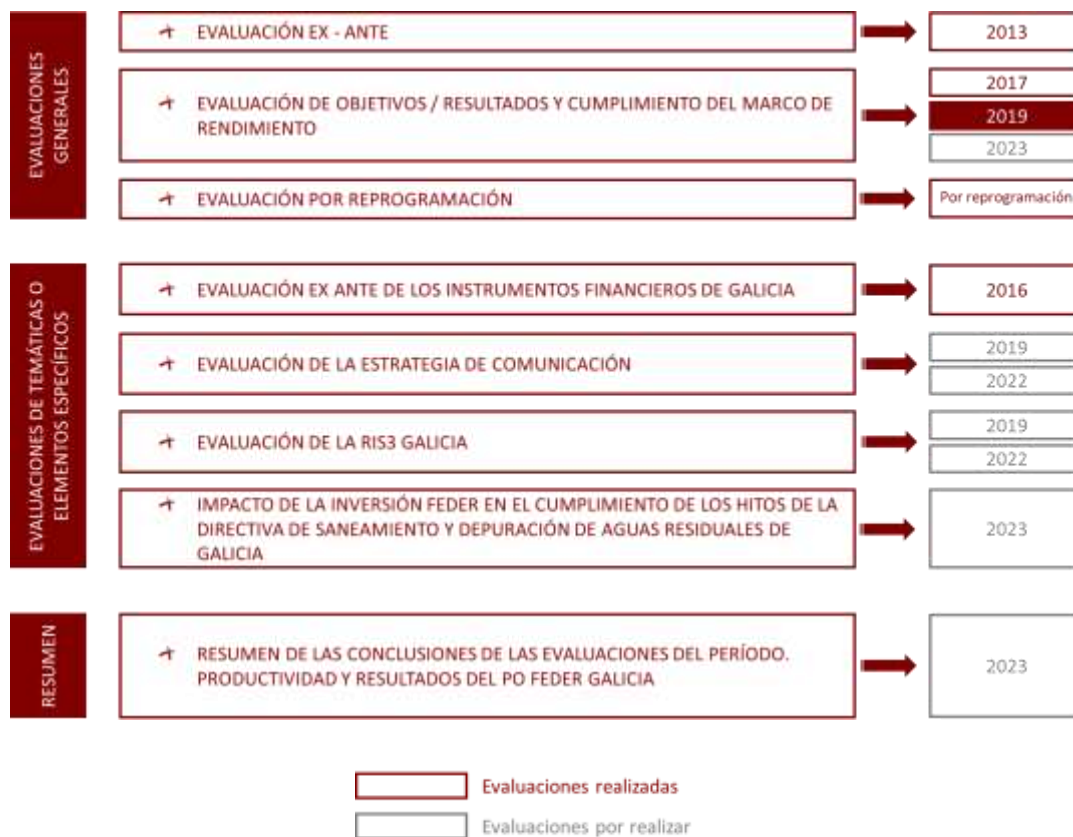 EVALUACIONES
GENERALES
EVALUACIÓN EX - ANTE
2013
EVALUACIÓN DE OBJETIVOS / RESULTADOS Y CUMPLIMIENTO DEL MARCO DE
RENDIMIENTO
2017
2019
2023
EVALUACIÓN POR REPROGRAMACIÓN
Por reprogramación
EVALUACIONES DE TEMÁTICAS O
ELEMENTOS ESPECÍFICOS
EVALUACIÓN EX ANTE DE LOS INSTRUMENTOS FINANCIEROS DE GALICIA
2016
EVALUACIÓN DE LA ESTRATEGIA DE COMUNICACIÓN
2019
2022
EVALUACIÓN DE LA RIS3 GALICIA
2019
2022
IMPACTO DE LA INVERSIÓN FEDER EN EL CUMPLIMIENTO DE LOS HITOS DE LA
DIRECTIVA DE SANEAMIENTO Y DEPURACIÓN DE AGUAS RESIDUALES DE
GALICIA
2023
RESUMEN
RESUMEN DE LAS CONCLUSIONES DE LAS EVALUACIONES DEL PERÍODO.
PRODUCTIVIDAD Y RESULTADOS DEL PO FEDER GALICIA
2023
Evaluaciones realizadas
Evaluaciones por realizar